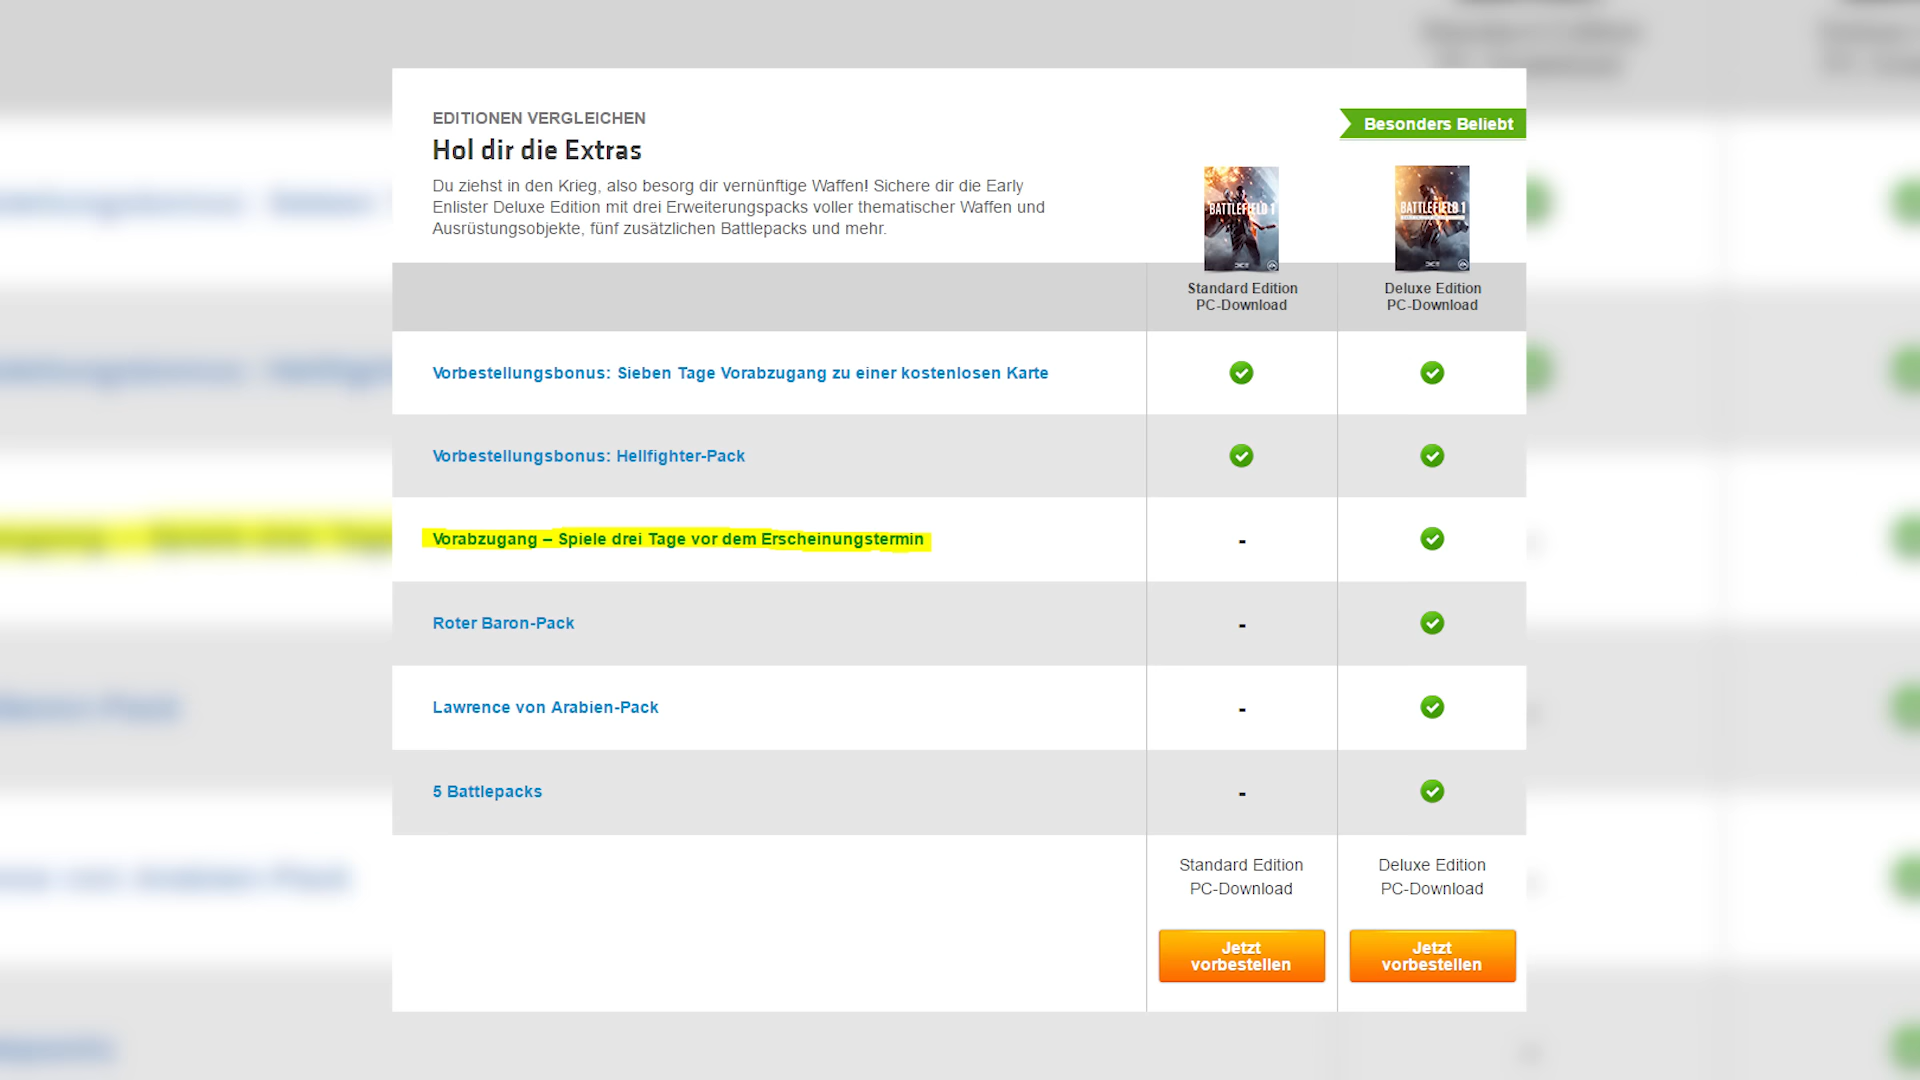 EDITIONEN VERGLEICHEN
Hol dir die Extras
Du ziehst in den Krieg, also besorg dir vernünftige Waffen! Sichere dir die Early
Enlister Deluxe Edition mit drei Erweiterungspacks voller thematischer Waffen und
Ausrüstungsobjekte, fünf zusätzlichen Battlepacks und mehr.
Besonders Beliebt
BATTLEFIELD 1
BATTLEFIELD 1
Standard Edition
PC-Download
Deluxe Edition
PC-Download
Vorbestellungsbonus: Sieben Tage Vorabzugang zu einer kostenlosen Karte
Vorbestellungsbonus: Hellfighter-Pack
Vorabzugang – Spiele drei Tage vor dem Erscheinungstermin
-
Roter Baron-Pack
-
Lawrence von Arabien-Pack
-
5 Battlepacks
-
Standard Edition
PC-Download
Deluxe Edition
PC-Download
Jetzt
vorbestellen
Jetzt
vorbestellen